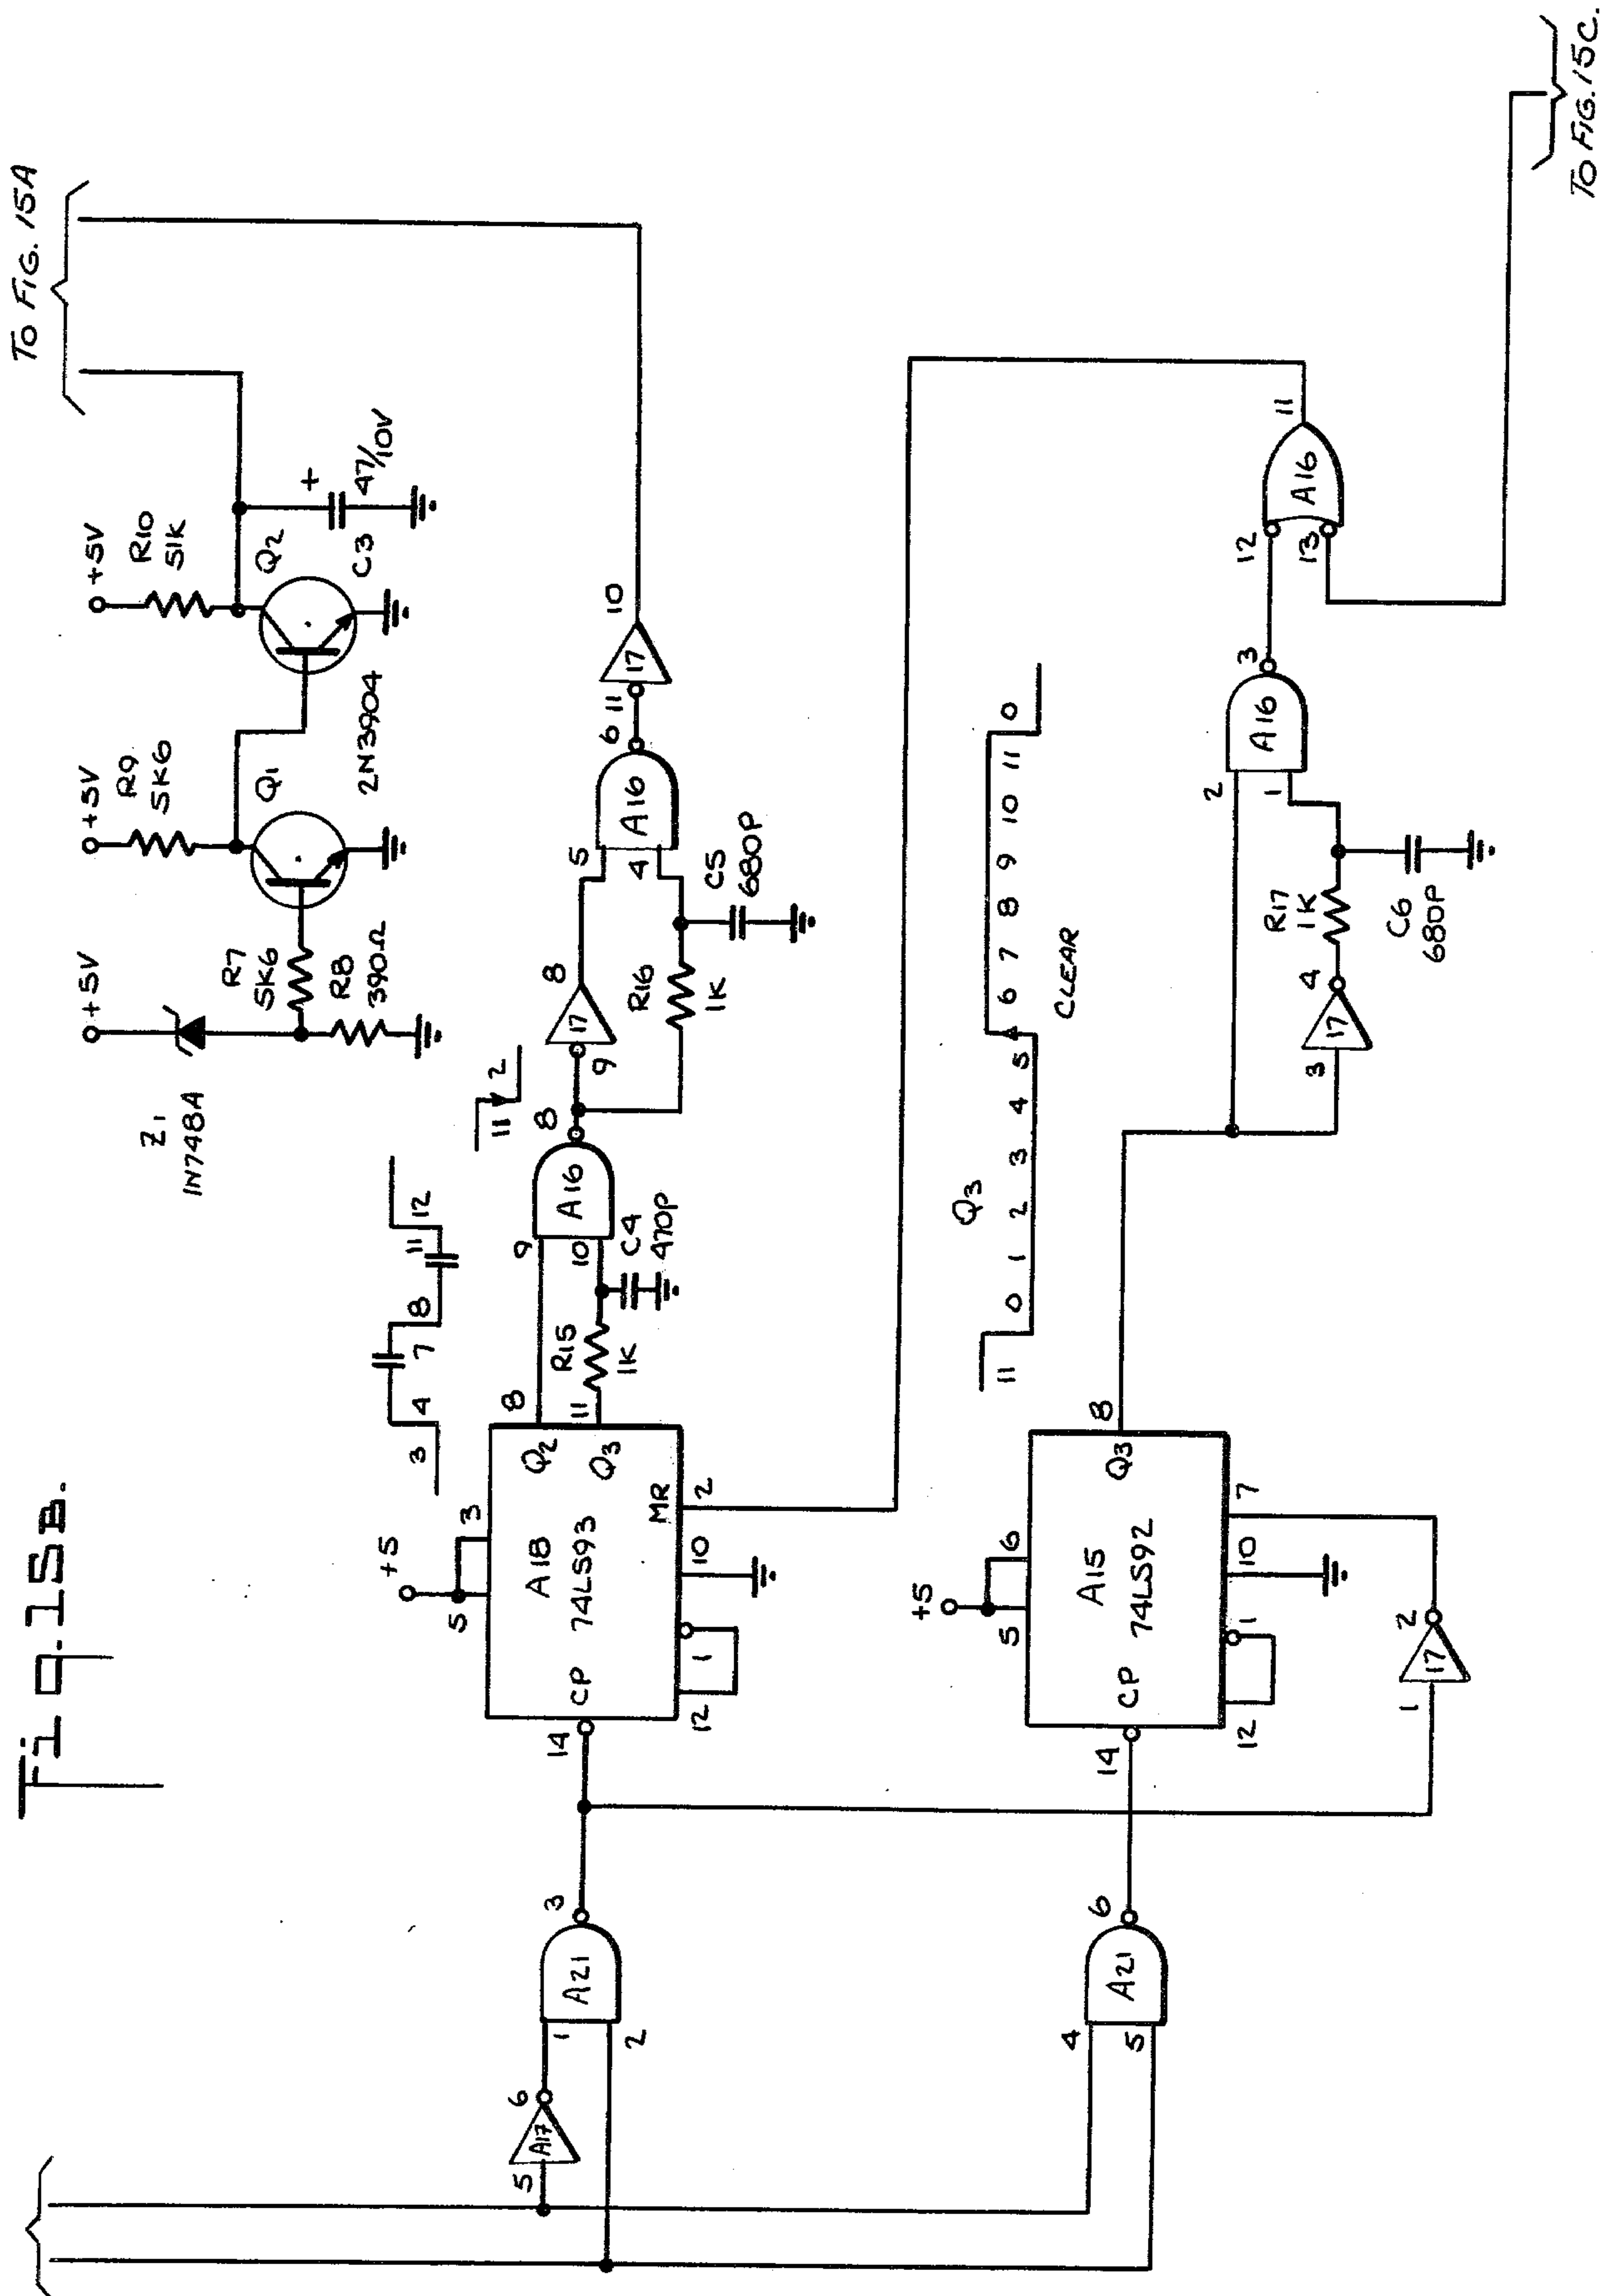 Fig. 15B.
TO FIG. 15A
+5V
+5V
+5V
Z1
1N748A
R7
5K6
R8
390Ω
R9
5K6
Q1
2N3904
R10
51K
Q2
C3
+
47/10V
3 4 7 8 11 12
11 2
5
A17
6
1
2
A21
3
14
+5
5
3
A18
CP
74LS93
Q2
Q3
MR
8
11
12
1
10
2
R15
1K
C4
470P
9
10
A16
8
9
17
8
R16
1K
C5
680P
5
4
A16
6
11
17
10
Q3
11 0 1 2 3 4 5 6 7 8 9 10 11 0
CLEAR
4
5
A21
6
14
+5
5
6
A15
CP
74LS92
Q3
8
12
1
10
7
1
17
2
3
17
4
R17
1K
C6
680P
2
1
A16
3
12
13
A16
11
TO FIG. 15C.